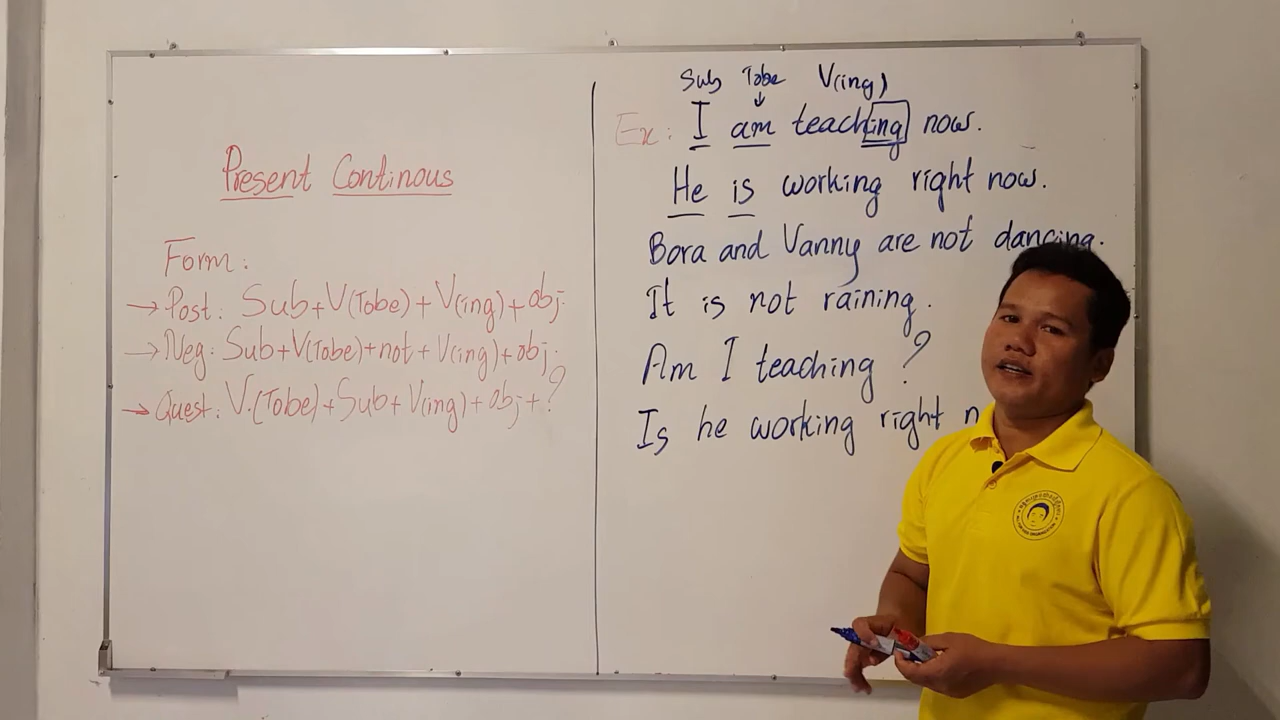 Present Continous
Form:
→ Post: Sub+V(Tobe)+V(ing)+obj.
→ Neg: Sub+V(Tobe)+not+V(ing)+obj.
→ Quest: V.(Tobe)+Sub+V(ing)+obj+?
Sub Tobe V(ing)
Ex: I am teaching now.
He is working right now.
Bora and Vanny are not dancing.
It is not raining.
Am I teaching?
Is he working right